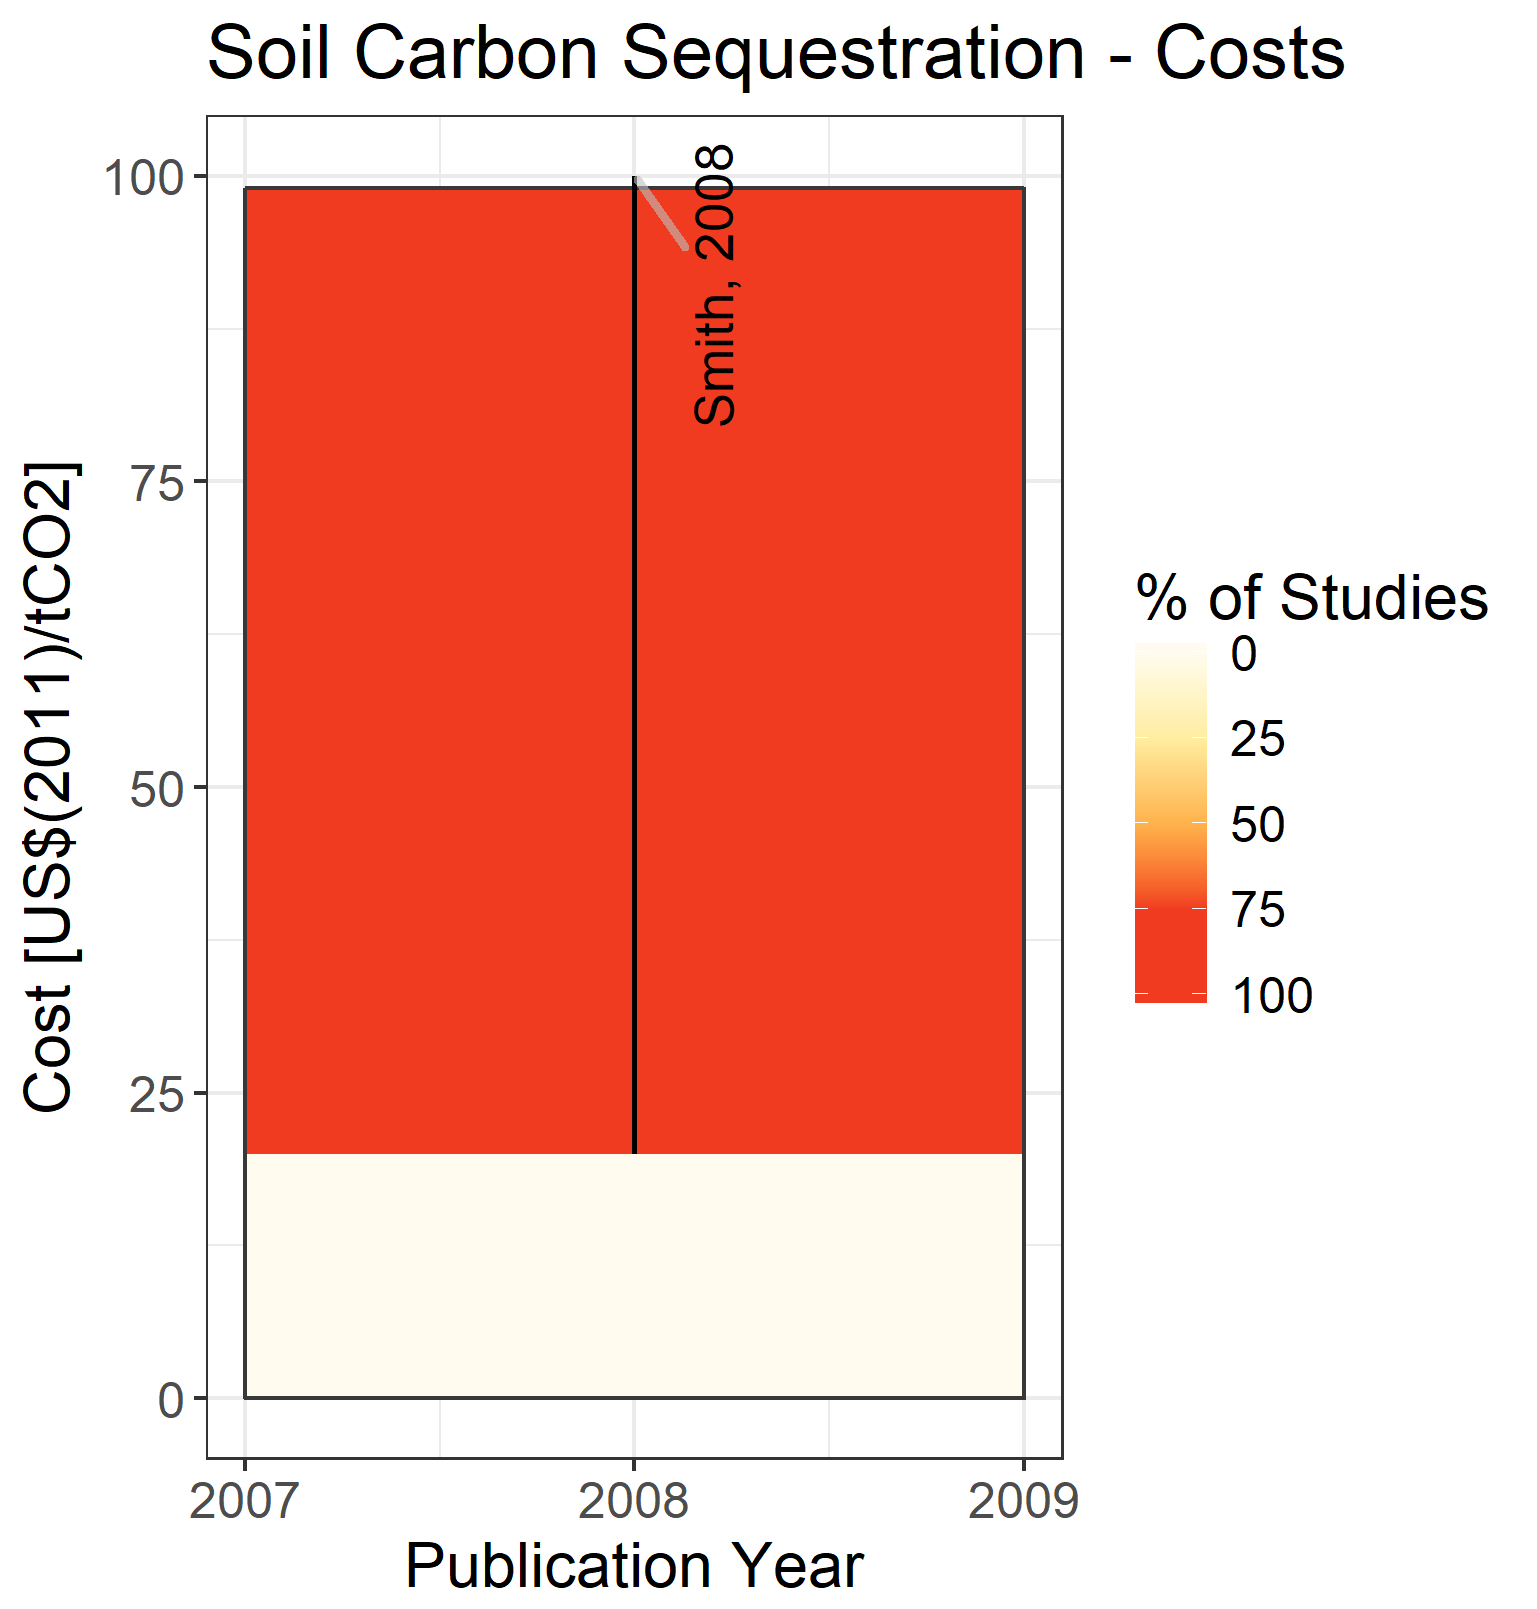 Soil Carbon Sequestration - Costs
100
75
50
25
0
Cost [US$(2011)/tCO2]
Smith, 2008
2007
2008
2009
Publication Year
% of Studies
0
25
50
75
100